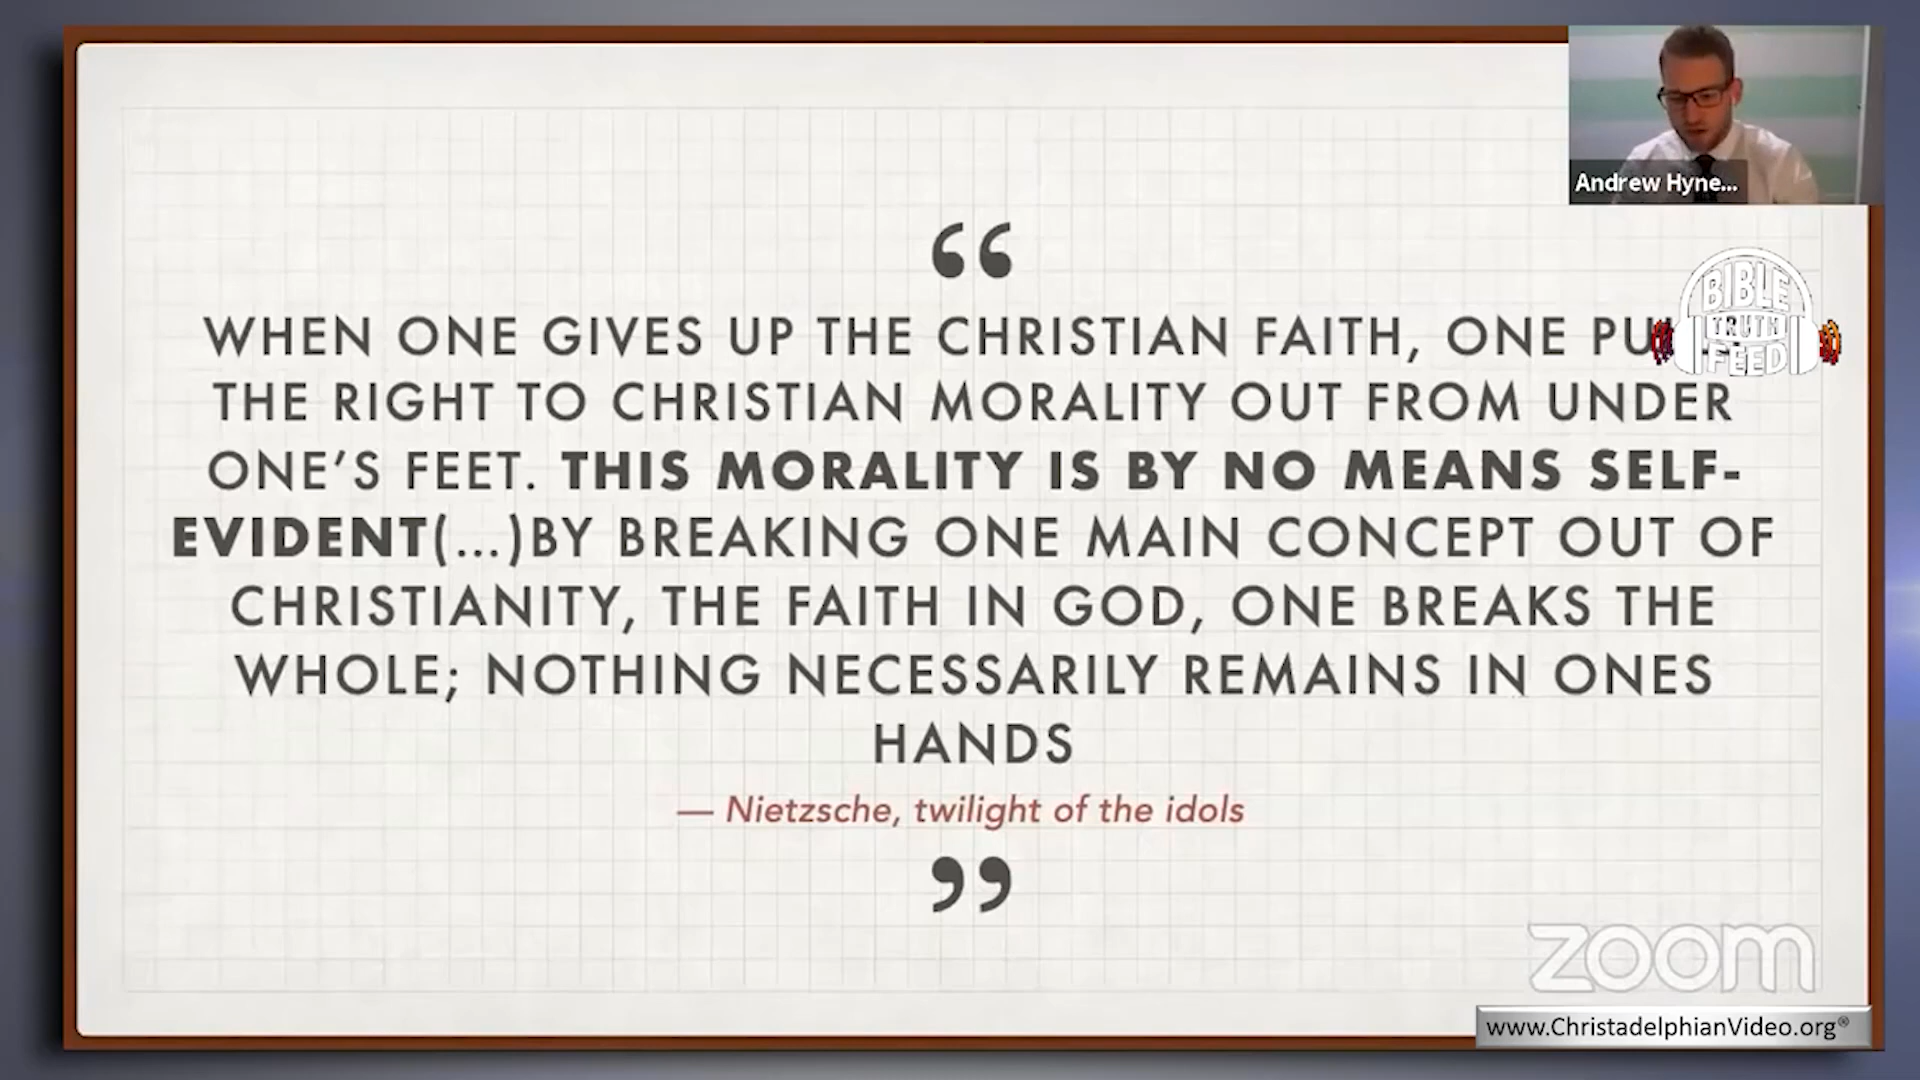 Andrew Hyne...
BIBLE
TRUTH
FEED
“
WHEN ONE GIVES UP THE CHRISTIAN FAITH, ONE
THE RIGHT TO CHRISTIAN MORALITY OUT FROM UNDER
ONE’S FEET. THIS MORALITY IS BY NO MEANS SELF-
EVIDENT(...)BY BREAKING ONE MAIN CONCEPT OUT OF
CHRISTIANITY, THE FAITH IN GOD, ONE BREAKS THE
WHOLE; NOTHING NECESSARILY REMAINS IN ONES
HANDS
— Nietzsche, twilight of the idols
”
zoom
www.ChristadelphianVideo.org®